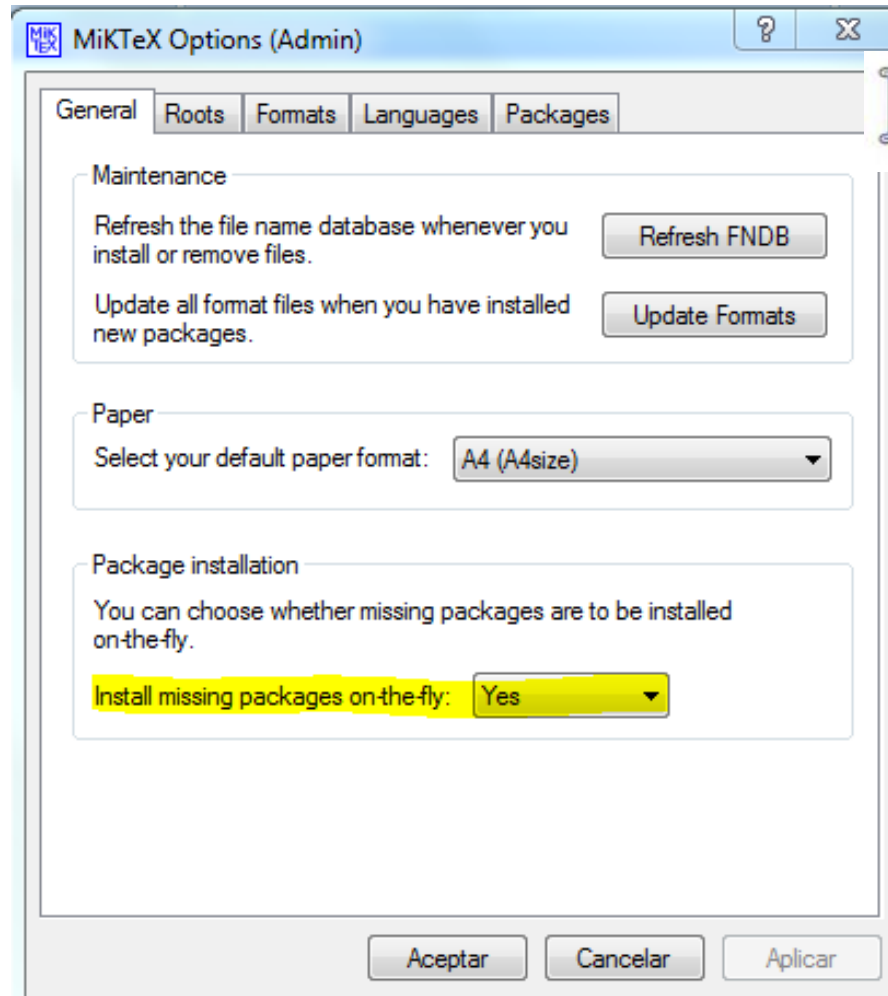 MiKTeX Options (Admin)
General Roots Formats Languages Packages
Maintenance
Refresh the file name database whenever you
install or remove files.
Refresh FNDB
Update all format files when you have installed
new packages.
Update Formats
Paper
Select your default paper format: A4 (A4size)
Package installation
You can choose whether missing packages are to be installed
on-the-fly.
Install missing packages on-the-fly: Yes
Aceptar Cancelar Aplicar